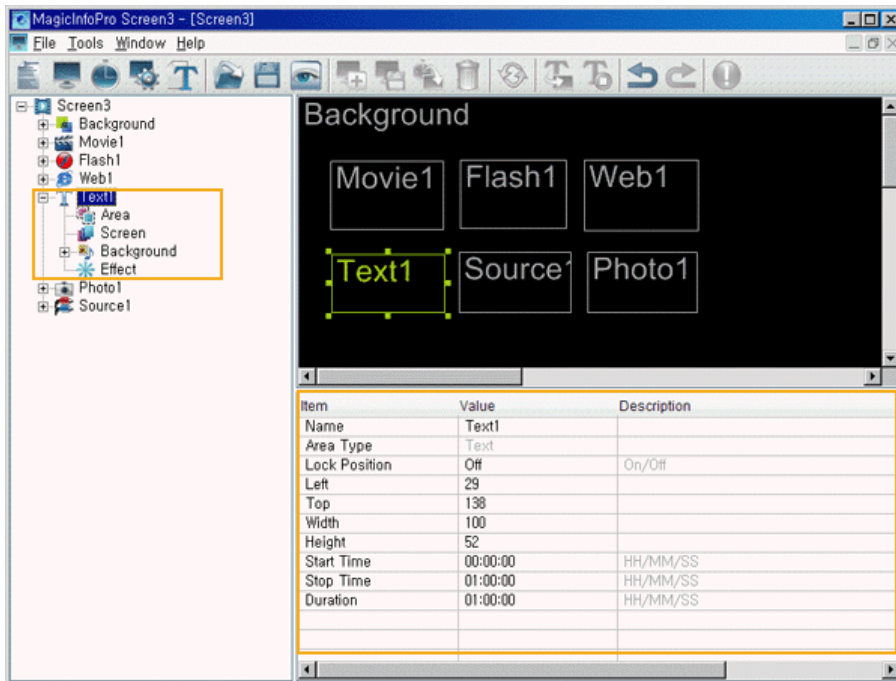 MagicInfoPro Screen3 - [Screen3]
File Tools Window Help
Screen3
Background
Movie1
Flash1
Web1
Text1
Area
Screen
Background
Effect
Photo1
Source1
Background
Movie1 Flash1 Web1
Text1 Source1 Photo1
Item Value Description
Name Text1
Area Type Text
Lock Position Off On/Off
Left 29
Top 138
Width 100
Height 52
Start Time 00:00:00 HH/MM/SS
Stop Time 01:00:00 HH/MM/SS
Duration 01:00:00 HH/MM/SS